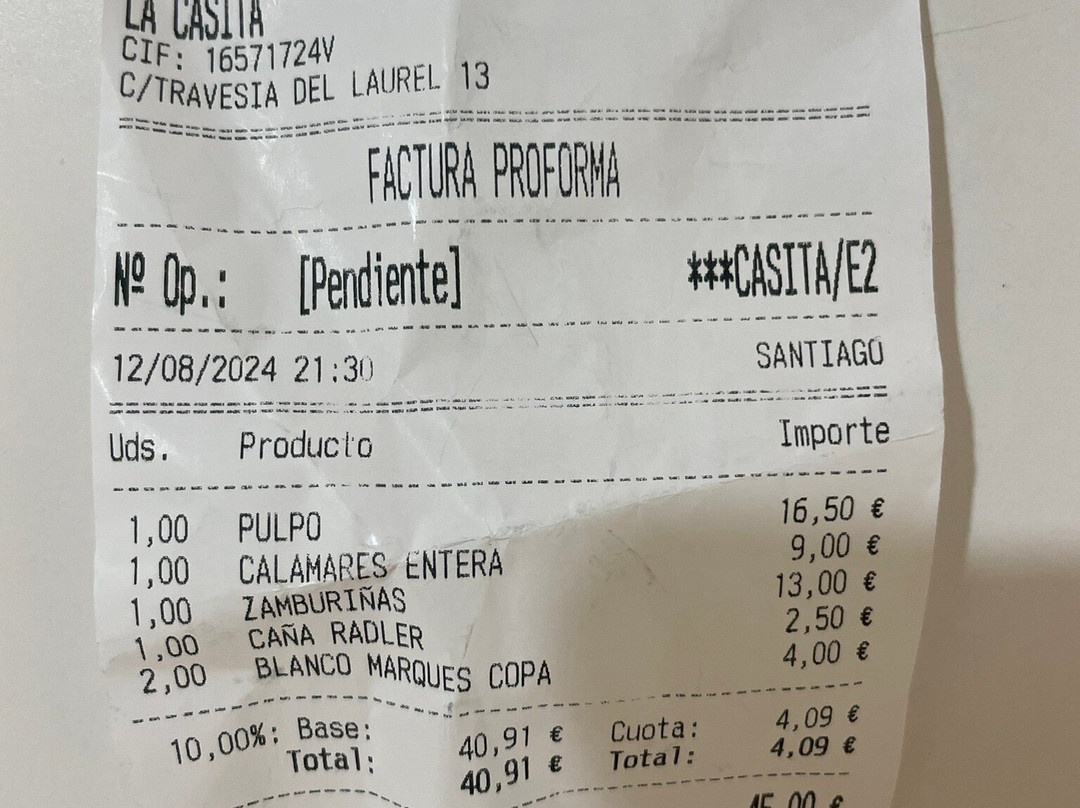 LA CASITA
CIF: 16571724V
C/TRAVESIA DEL LAUREL 13
FACTURA PROFORMA
Nº Op.: [Pendiente] ***CASITA/E2
12/08/2024 21:30 SANTIAGO
Uds. Producto Importe
1,00 PULPO 16,50 €
1,00 CALAMARES ENTERA 9,00 €
1,00 ZAMBURIÑAS 13,00 €
1,00 CAÑA RADLER 2,50 €
2,00 BLANCO MARQUES COPA 4,00 €
10,00%: Base: 40,91 € Cuota: 4,09 €
Total: 40,91 € Total: 4,09 €
45,00 €